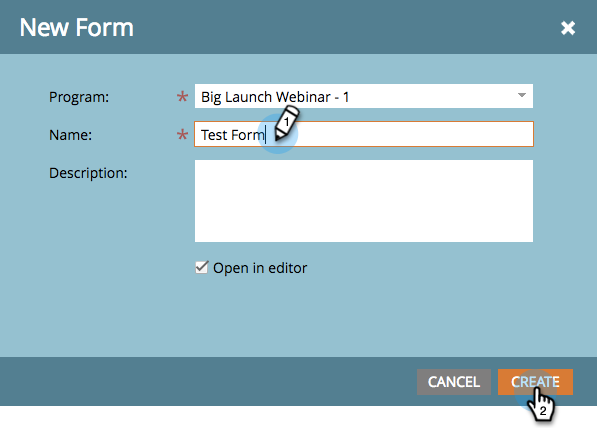 New Form
Program: * Big Launch Webinar - 1
Name: * Test Form
1
Description:
Open in editor
CANCEL CREATE
2